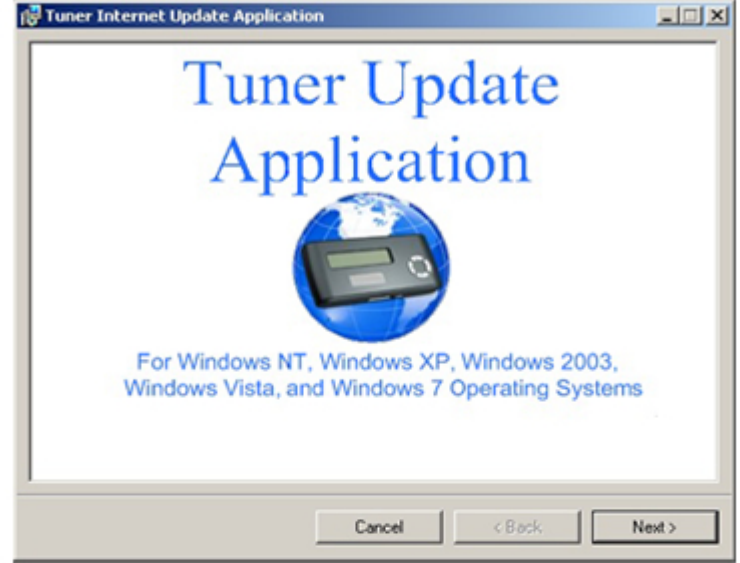 Tuner Internet Update Application
Tuner Update
Application
For Windows NT, Windows XP, Windows 2003,
Windows Vista, and Windows 7 Operating Systems
Cancel
< Back
Next >